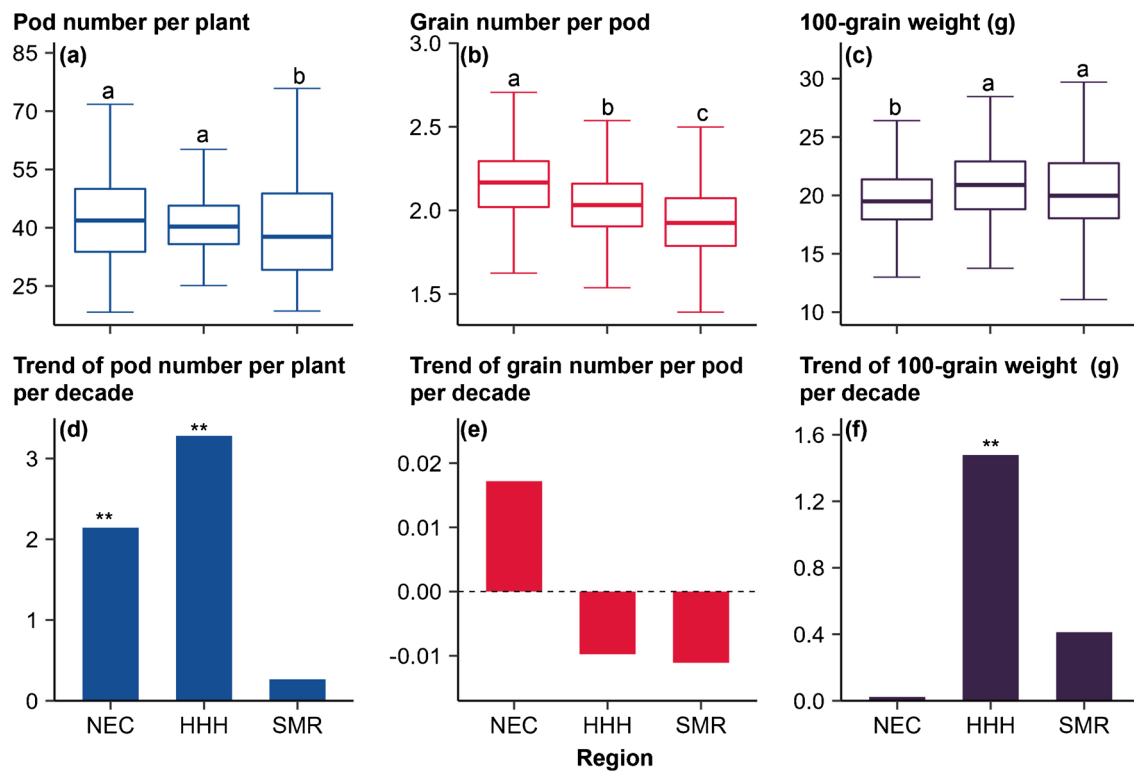 Pod number per plant
(a)
85
70
55
40
25
a
a
b
Grain number per pod
(b)
3.0
2.5
2.0
1.5
a
b
c
100-grain weight (g)
(c)
30
25
20
15
10
b
a
a
Trend of pod number per plant
per decade
(d)
3
2
1
0
**
**
NEC HHH SMR
Trend of grain number per pod
per decade
(e)
0.02
0.01
0.00
-0.01
NEC HHH SMR
Trend of 100-grain weight (g)
per decade
(f)
1.6
1.2
0.8
0.4
0.0
**
NEC HHH SMR
Region